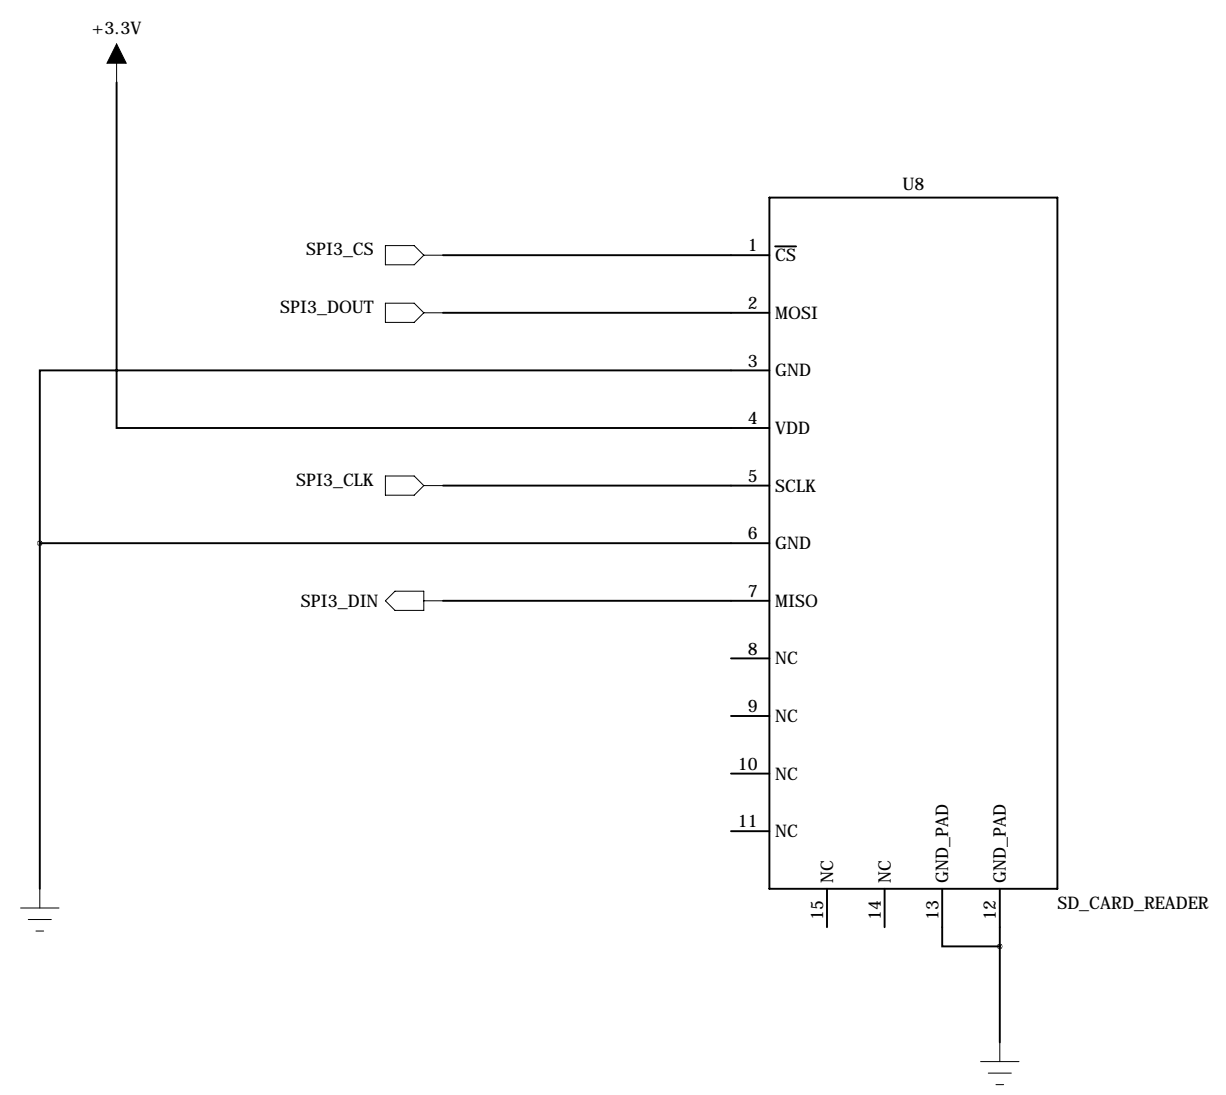 +3.3V
U8
SPI3_CS
1
CS
SPI3_DOUT
2
MOSI
3
GND
4
VDD
SPI3_CLK
5
SCLK
6
GND
SPI3_DIN
7
MISO
8
NC
9
NC
10
NC
11
NC
NC
NC
GND_PAD
GND_PAD
15
14
13
12
SD_CARD_READER